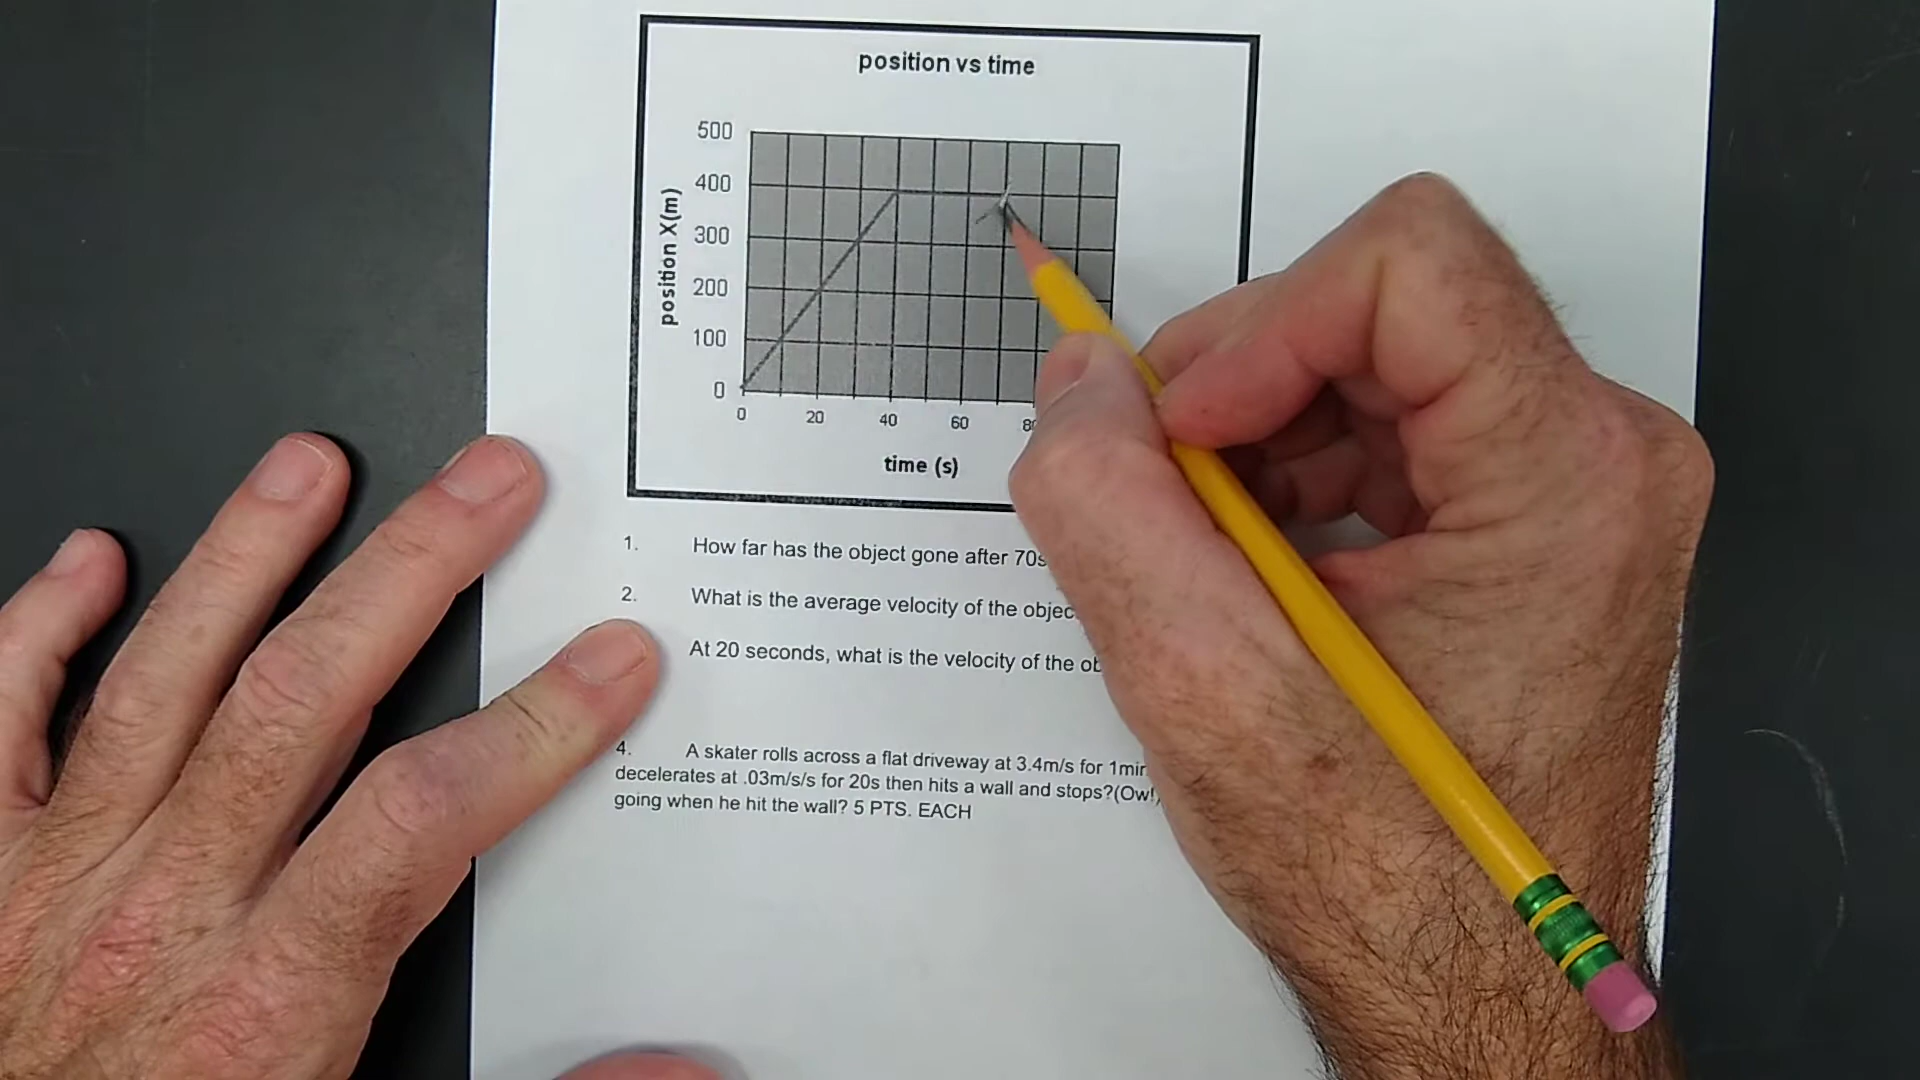 position vs time
500
400
300
200
100
0
position X(m)
0 20 40 60
time (s)
1. How far has the object gone after 70s
2. What is the average velocity of the
At 20 seconds, what is the velocity of the
4. A skater rolls across a flat driveway at 3.4m/s for
decelerates at .03m/s/s for 20s then hits a wall and stops?(Ow!)
going when he hit the wall? 5 PTS. EACH